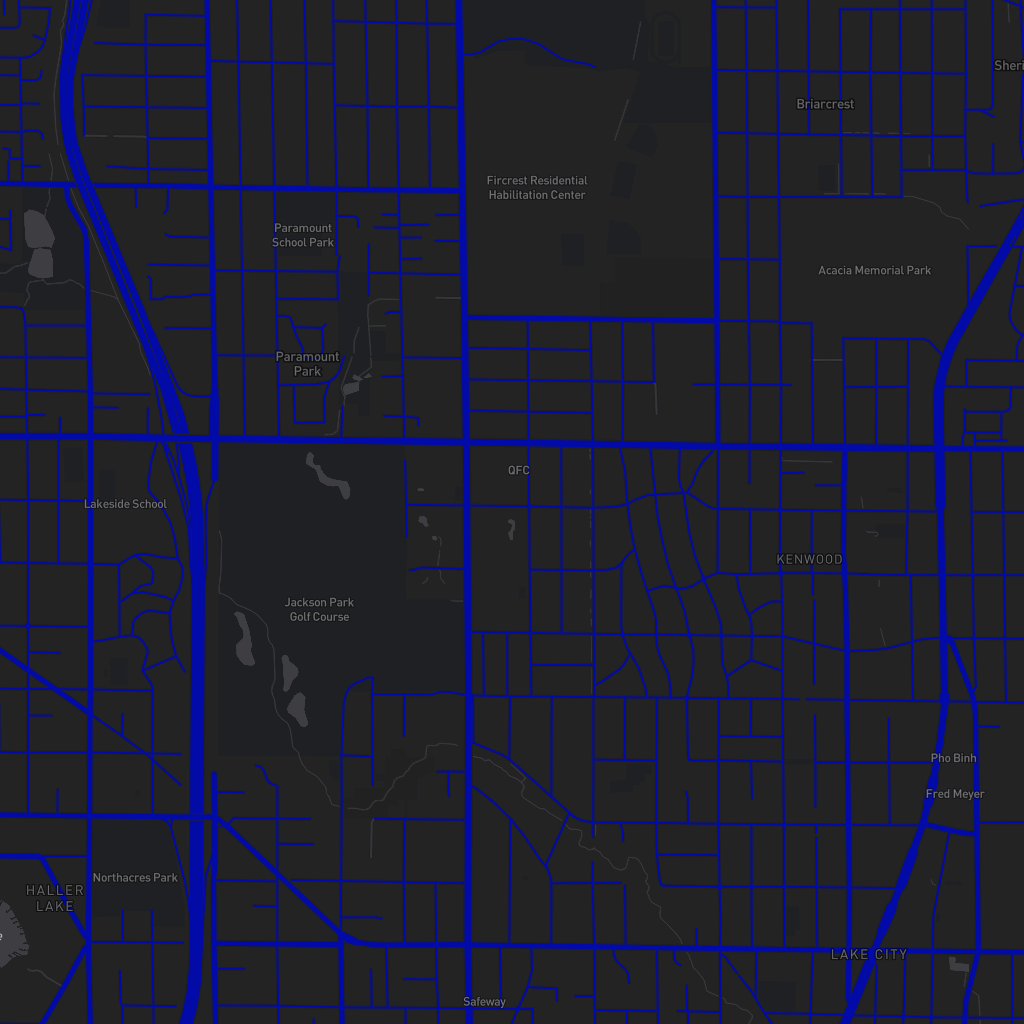 Sheri
Briarcrest
Fircrest Residential
Habilitation Center
Paramount
School Park
Acacia Memorial Park
Paramount
Park
QFC
Lakeside School
KENWOOD
Jackson Park
Golf Course
Pho Binh
Fred Meyer
Northacres Park
HALLER
LAKE
LAKE CITY
Safeway